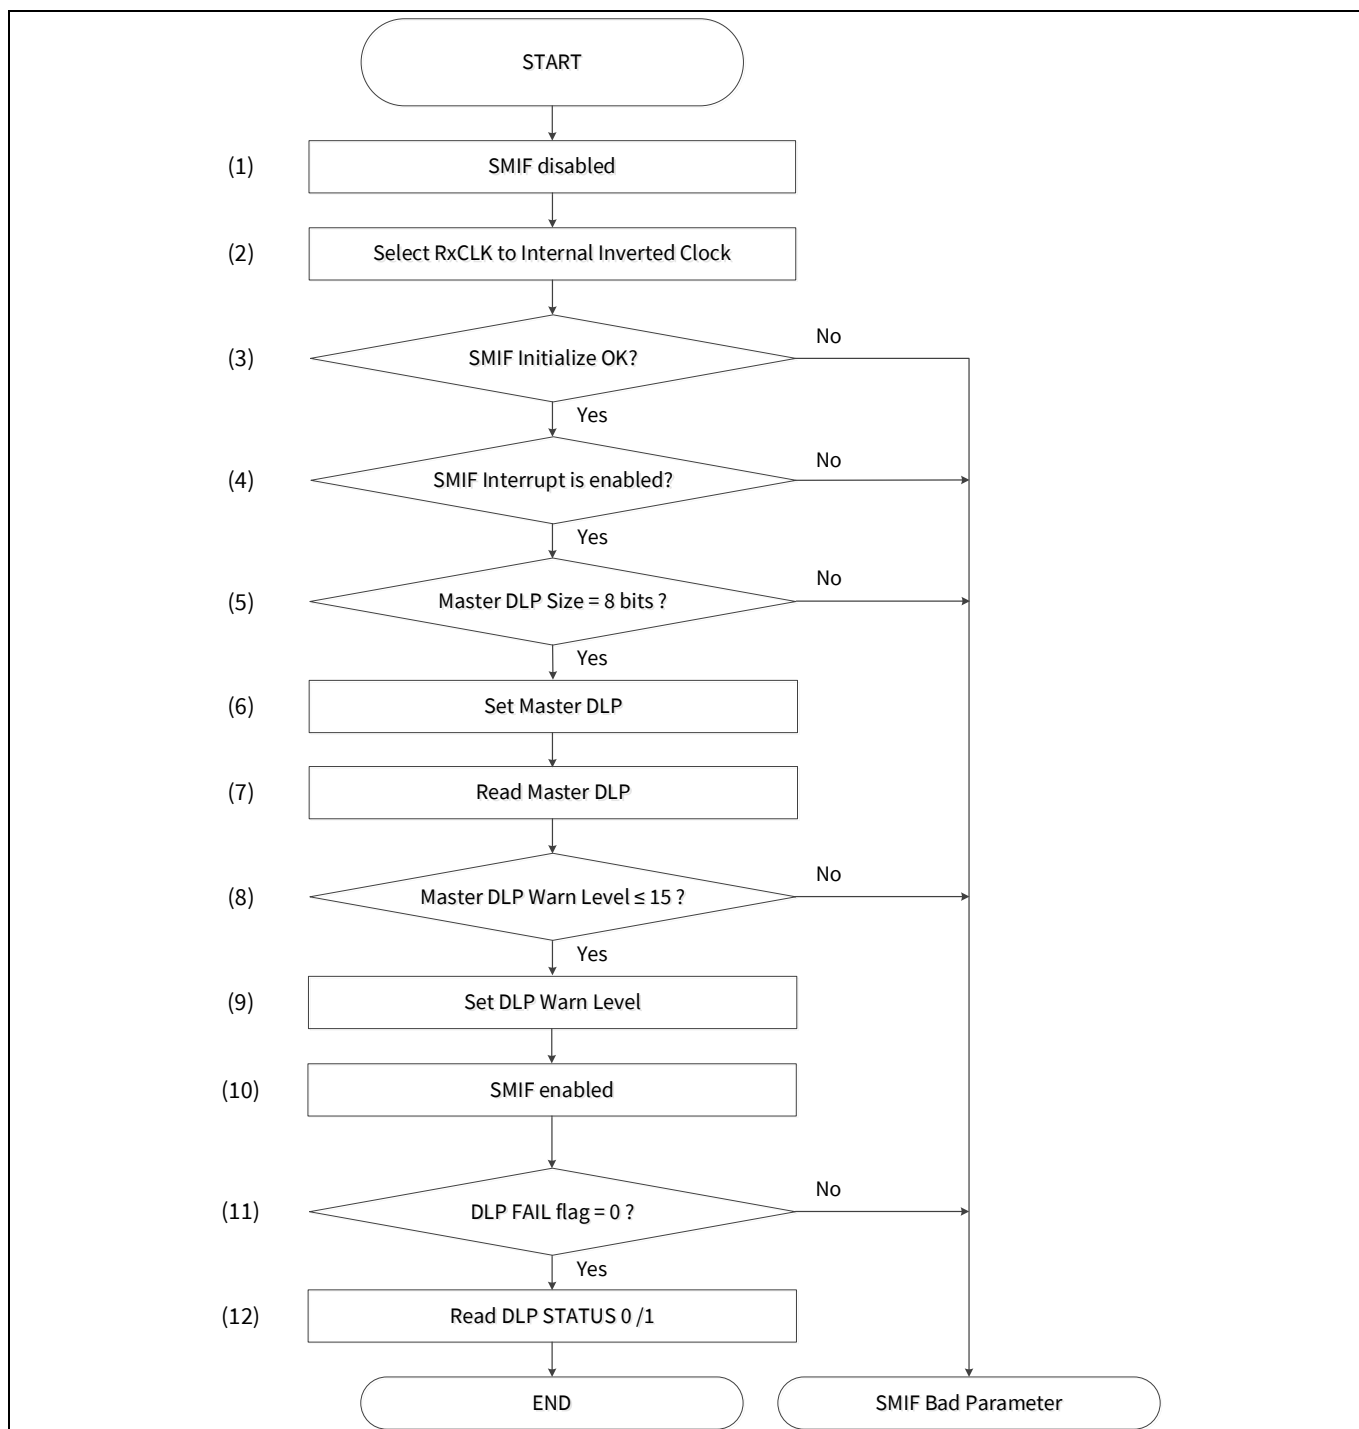 START
(1)
SMIF disabled
(2)
Select RxCLK to Internal Inverted Clock
(3)
SMIF Initialize OK?
No
Yes
(4)
SMIF Interrupt is enabled?
No
Yes
(5)
Master DLP Size = 8 bits ?
No
Yes
(6)
Set Master DLP
(7)
Read Master DLP
(8)
Master DLP Warn Level ≤ 15 ?
No
Yes
(9)
Set DLP Warn Level
(10)
SMIF enabled
(11)
DLP FAIL flag = 0 ?
No
Yes
(12)
Read DLP STATUS 0 /1
END
SMIF Bad Parameter